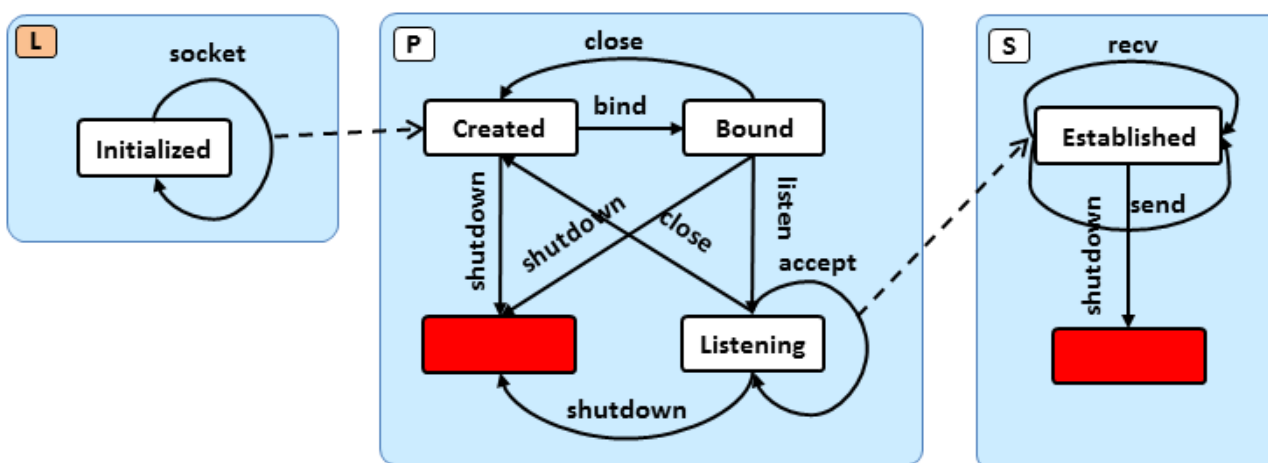 L
socket
Initialized
P
close
Created
bind
Bound
shutdown
shutdown
close
listen
accept
Listening
shutdown
S
recv
Established
send
shutdown